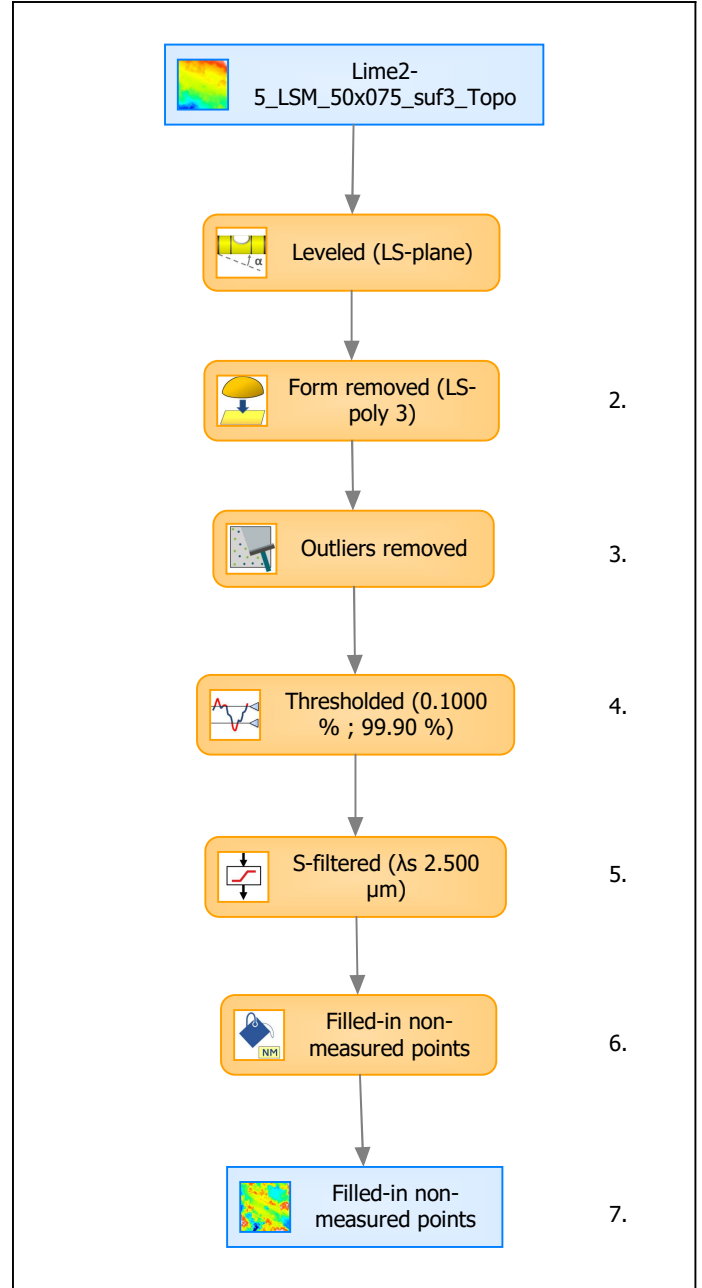 Lime2-
5_LSM_50x075_suf3_Topo
α
Leveled (LS-plane)
Form removed (LS-
poly 3)
2.
Outliers removed
3.
Thresholded (0.1000
% ; 99.90 %)
4.
S-filtered (λs 2.500
µm)
5.
NM
Filled-in non-
measured points
6.
Filled-in non-
measured points
7.